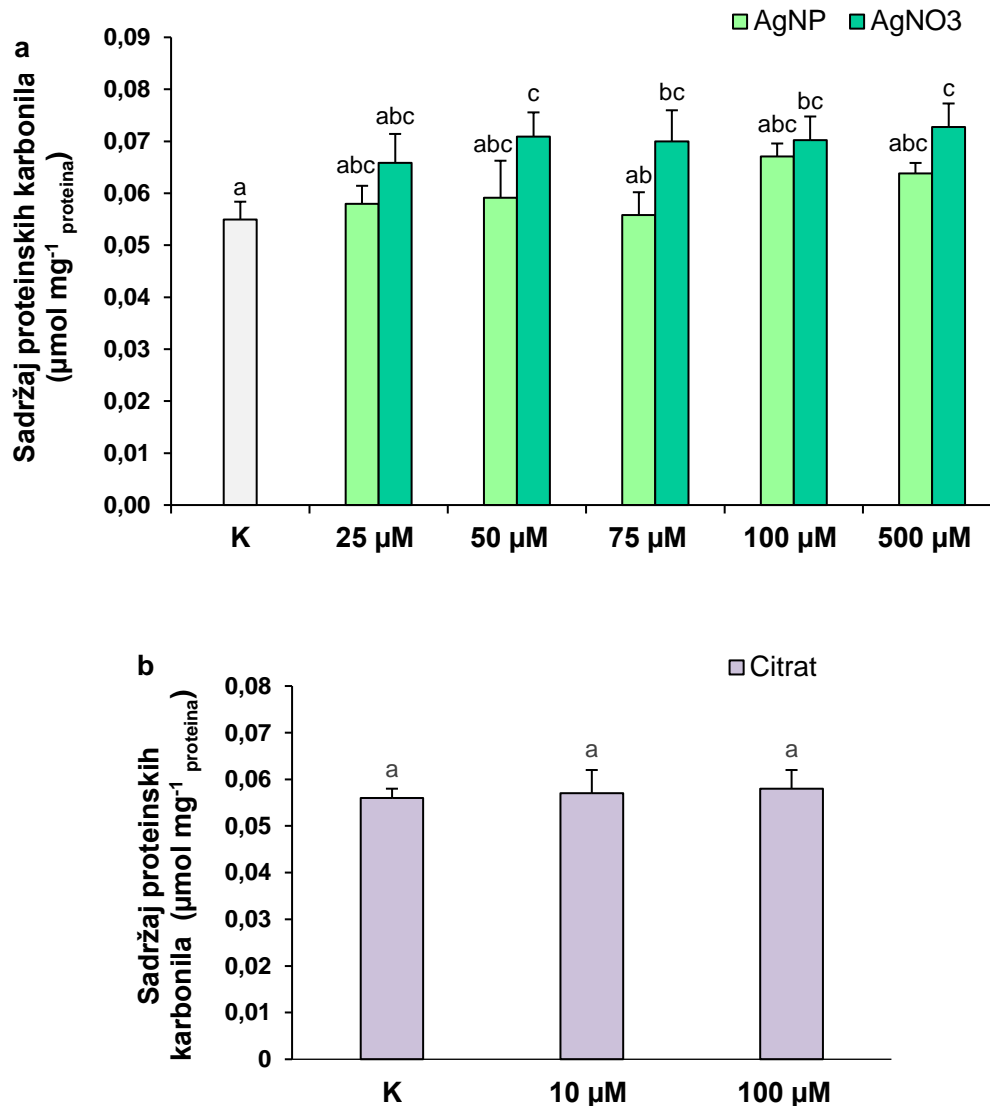 AgNP AgNO3
a
Sadržaj proteinskih karbonila
(µmol mg-1 proteina)
0,09
0,08
0,07
0,06
0,05
0,04
0,03
0,02
0,01
0,00
a
abc
abc
abc
c
ab
bc
abc
bc
abc
c
K 25 µM 50 µM 75 µM 100 µM 500 µM
b
Citrat
Sadržaj proteinskih
karbonila (µmol mg-1 proteina)
0,08
0,07
0,06
0,05
0,04
0,03
0,02
0,01
0
a
a
a
K 10 µM 100 µM